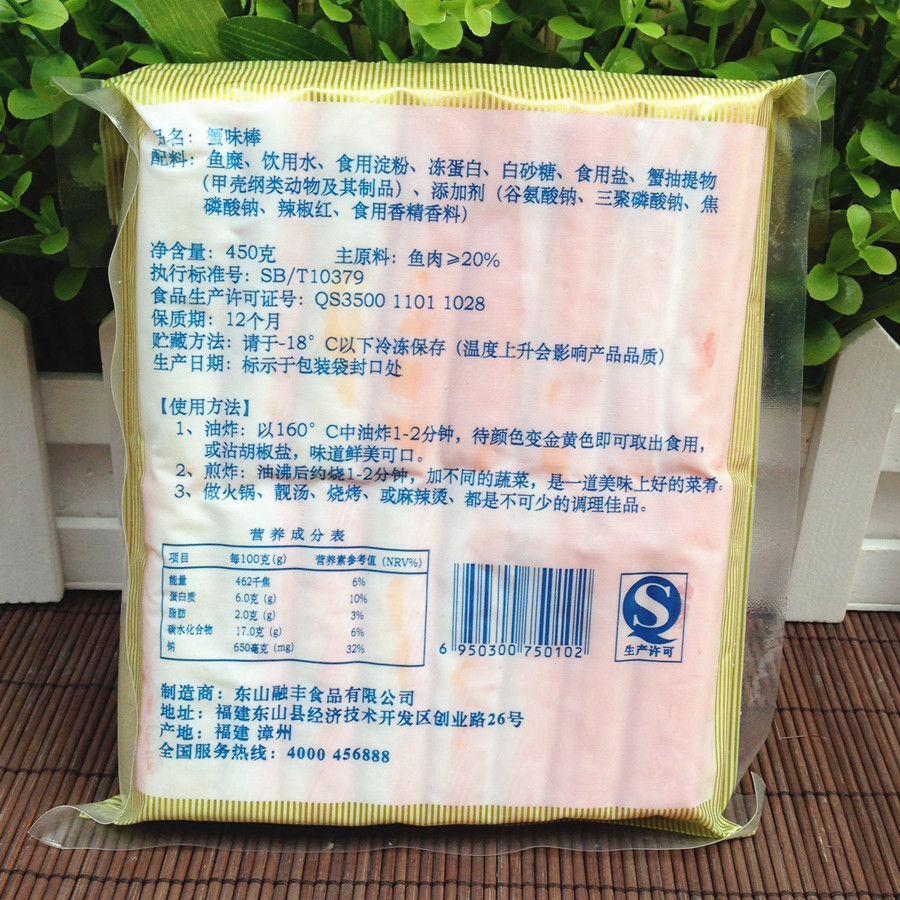 品名：蟹味棒
配料：鱼糜、饮用水、食用淀粉、冻蛋白、白砂糖、食用盐、蟹抽提物
（甲壳纲类动物及其制品）、添加剂（谷氨酸钠、三聚磷酸钠、焦
磷酸钠、辣椒红、食用香精香料）
净含量：450克 主原料：鱼肉≥20%
执行标准号：SB/T10379
食品生产许可证号：QS3500 1101 1028
保质期：12个月
贮藏方法：请于-18°C以下冷冻保存（温度上升会影响产品品质）
生产日期：标示于包装袋封口处
【使用方法】
1、油炸：以160°C中油炸1-2分钟，待颜色变金黄色即可取出食用，
或沾胡椒盐，味道鲜美可口。
2、煎炸：油沸后约烧1-2分钟，加不同的蔬菜，是一道美味上好的菜肴。
3、做火锅、靓汤、烧烤、或麻辣烫、都是不可少的调理佳品。
营养成分表
项目 每100克(g) 营养素参考值（NRV%）
能量 462千焦 6%
蛋白质 6.0克(g) 10%
脂肪 2.0克(g) 3%
碳水化合物 17.0克(g) 6%
钠 650毫克(mg) 32%
6 950300 750102
QS
生产许可
制造商：东山融丰食品有限公司
地址：福建东山县经济技术开发区创业路26号
产地：福建 漳州
全国服务热线：4000 456888